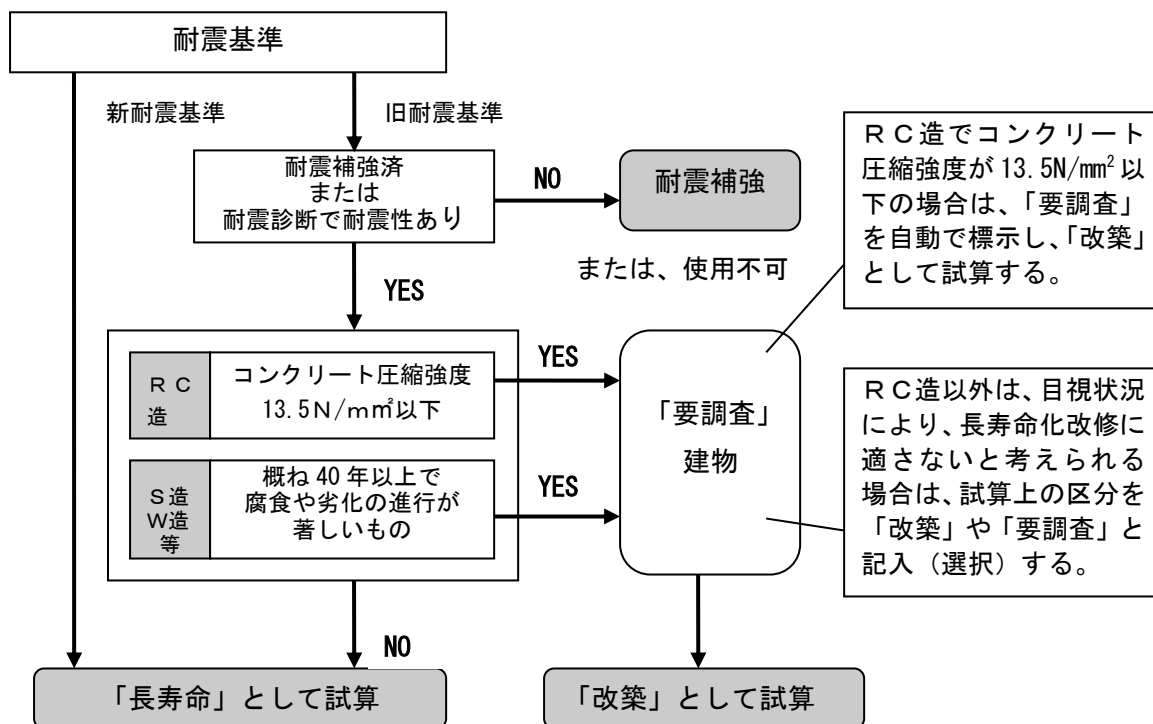 耐震基準
新耐震基準
旧耐震基準
耐震補強済
または
耐震診断で耐震性あり
NO
耐震補強
または、使用不可
YES
ＲＣ
造
コンクリート圧縮強度
13.5Ｎ/ｍ㎡以下
YES
Ｓ造
Ｗ造
等
概ね 40 年以上で
腐食や劣化の進行が
著しいもの
YES
「要調査」
建物
ＲＣ造でコンクリート
圧縮強度が 13.5N/mm²以
下の場合は、「要調査」
を自動で標示し、「改築」
として試算する。
ＲＣ造以外は、目視状況
により、長寿命化改修に
適さないと考えられる
場合は、試算上の区分を
「改築」や「要調査」と
記入（選択）する。
NO
「長寿命」として試算
「改築」として試算